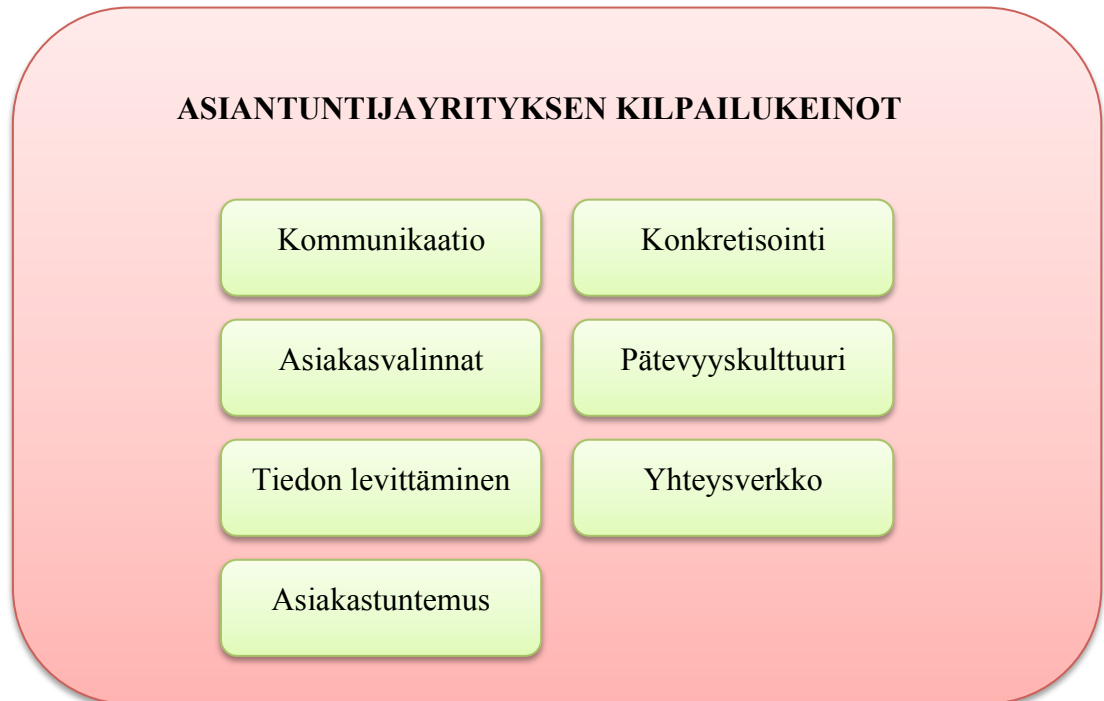 ASIANTUNTIJAYRITYKSEN KILPAILUKEINOT
Kommunikaatio
Konkretisointi
Asiakasvalinnat
Pätevyyskulttuuri
Tiedon levittäminen
Yhteysverkko
Asiakastuntemus